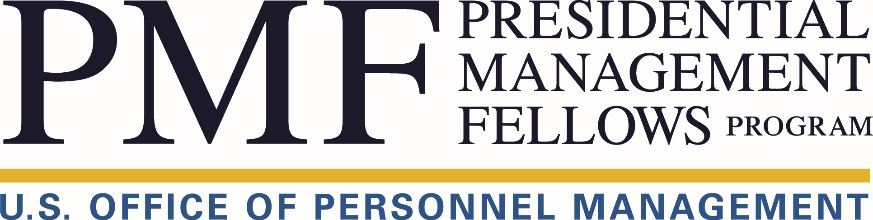 PMF
PRESIDENTIAL
MANAGEMENT
FELLOWS PROGRAM
U.S. OFFICE OF PERSONNEL MANAGEMENT